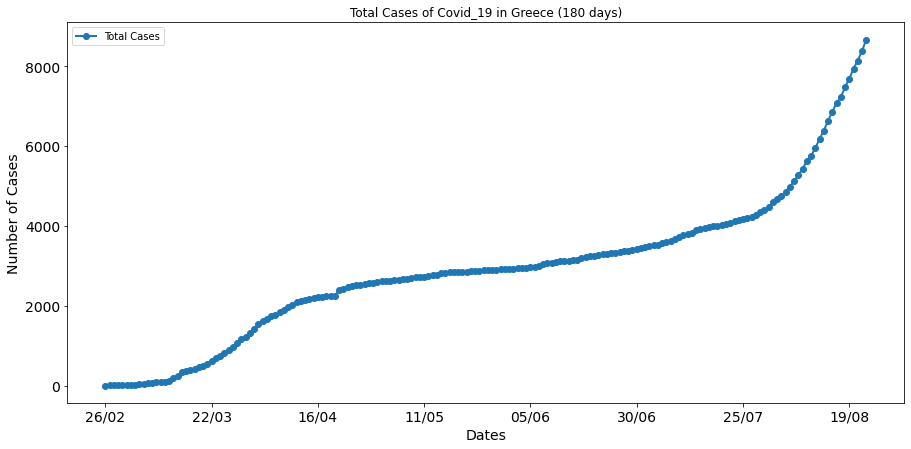 Total Cases of Covid_19 in Greece (180 days)
Total Cases
Number of Cases
8000
6000
4000
2000
0
26/02 22/03 16/04 11/05 05/06 30/06 25/07 19/08
Dates